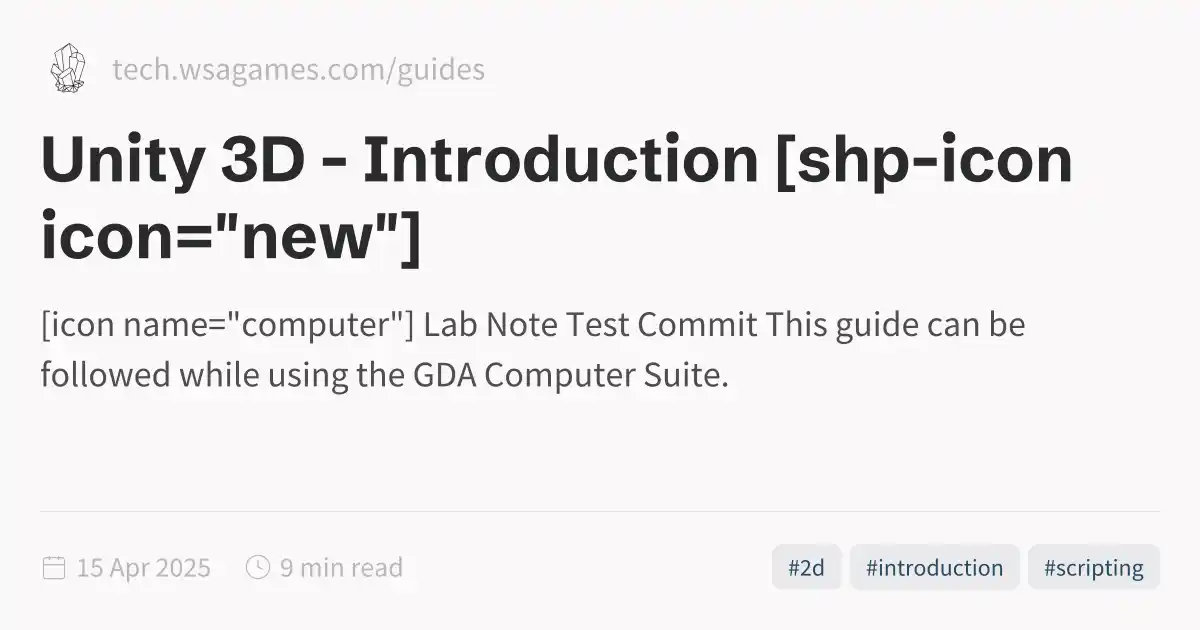 tech.wsagames.com/guides
Unity 3D - Introduction [shp-icon
icon="new"]
[icon name="computer"] Lab Note Test Commit This guide can be
followed while using the GDA Computer Suite.
15 Apr 2025 9 min read #2d #introduction #scripting